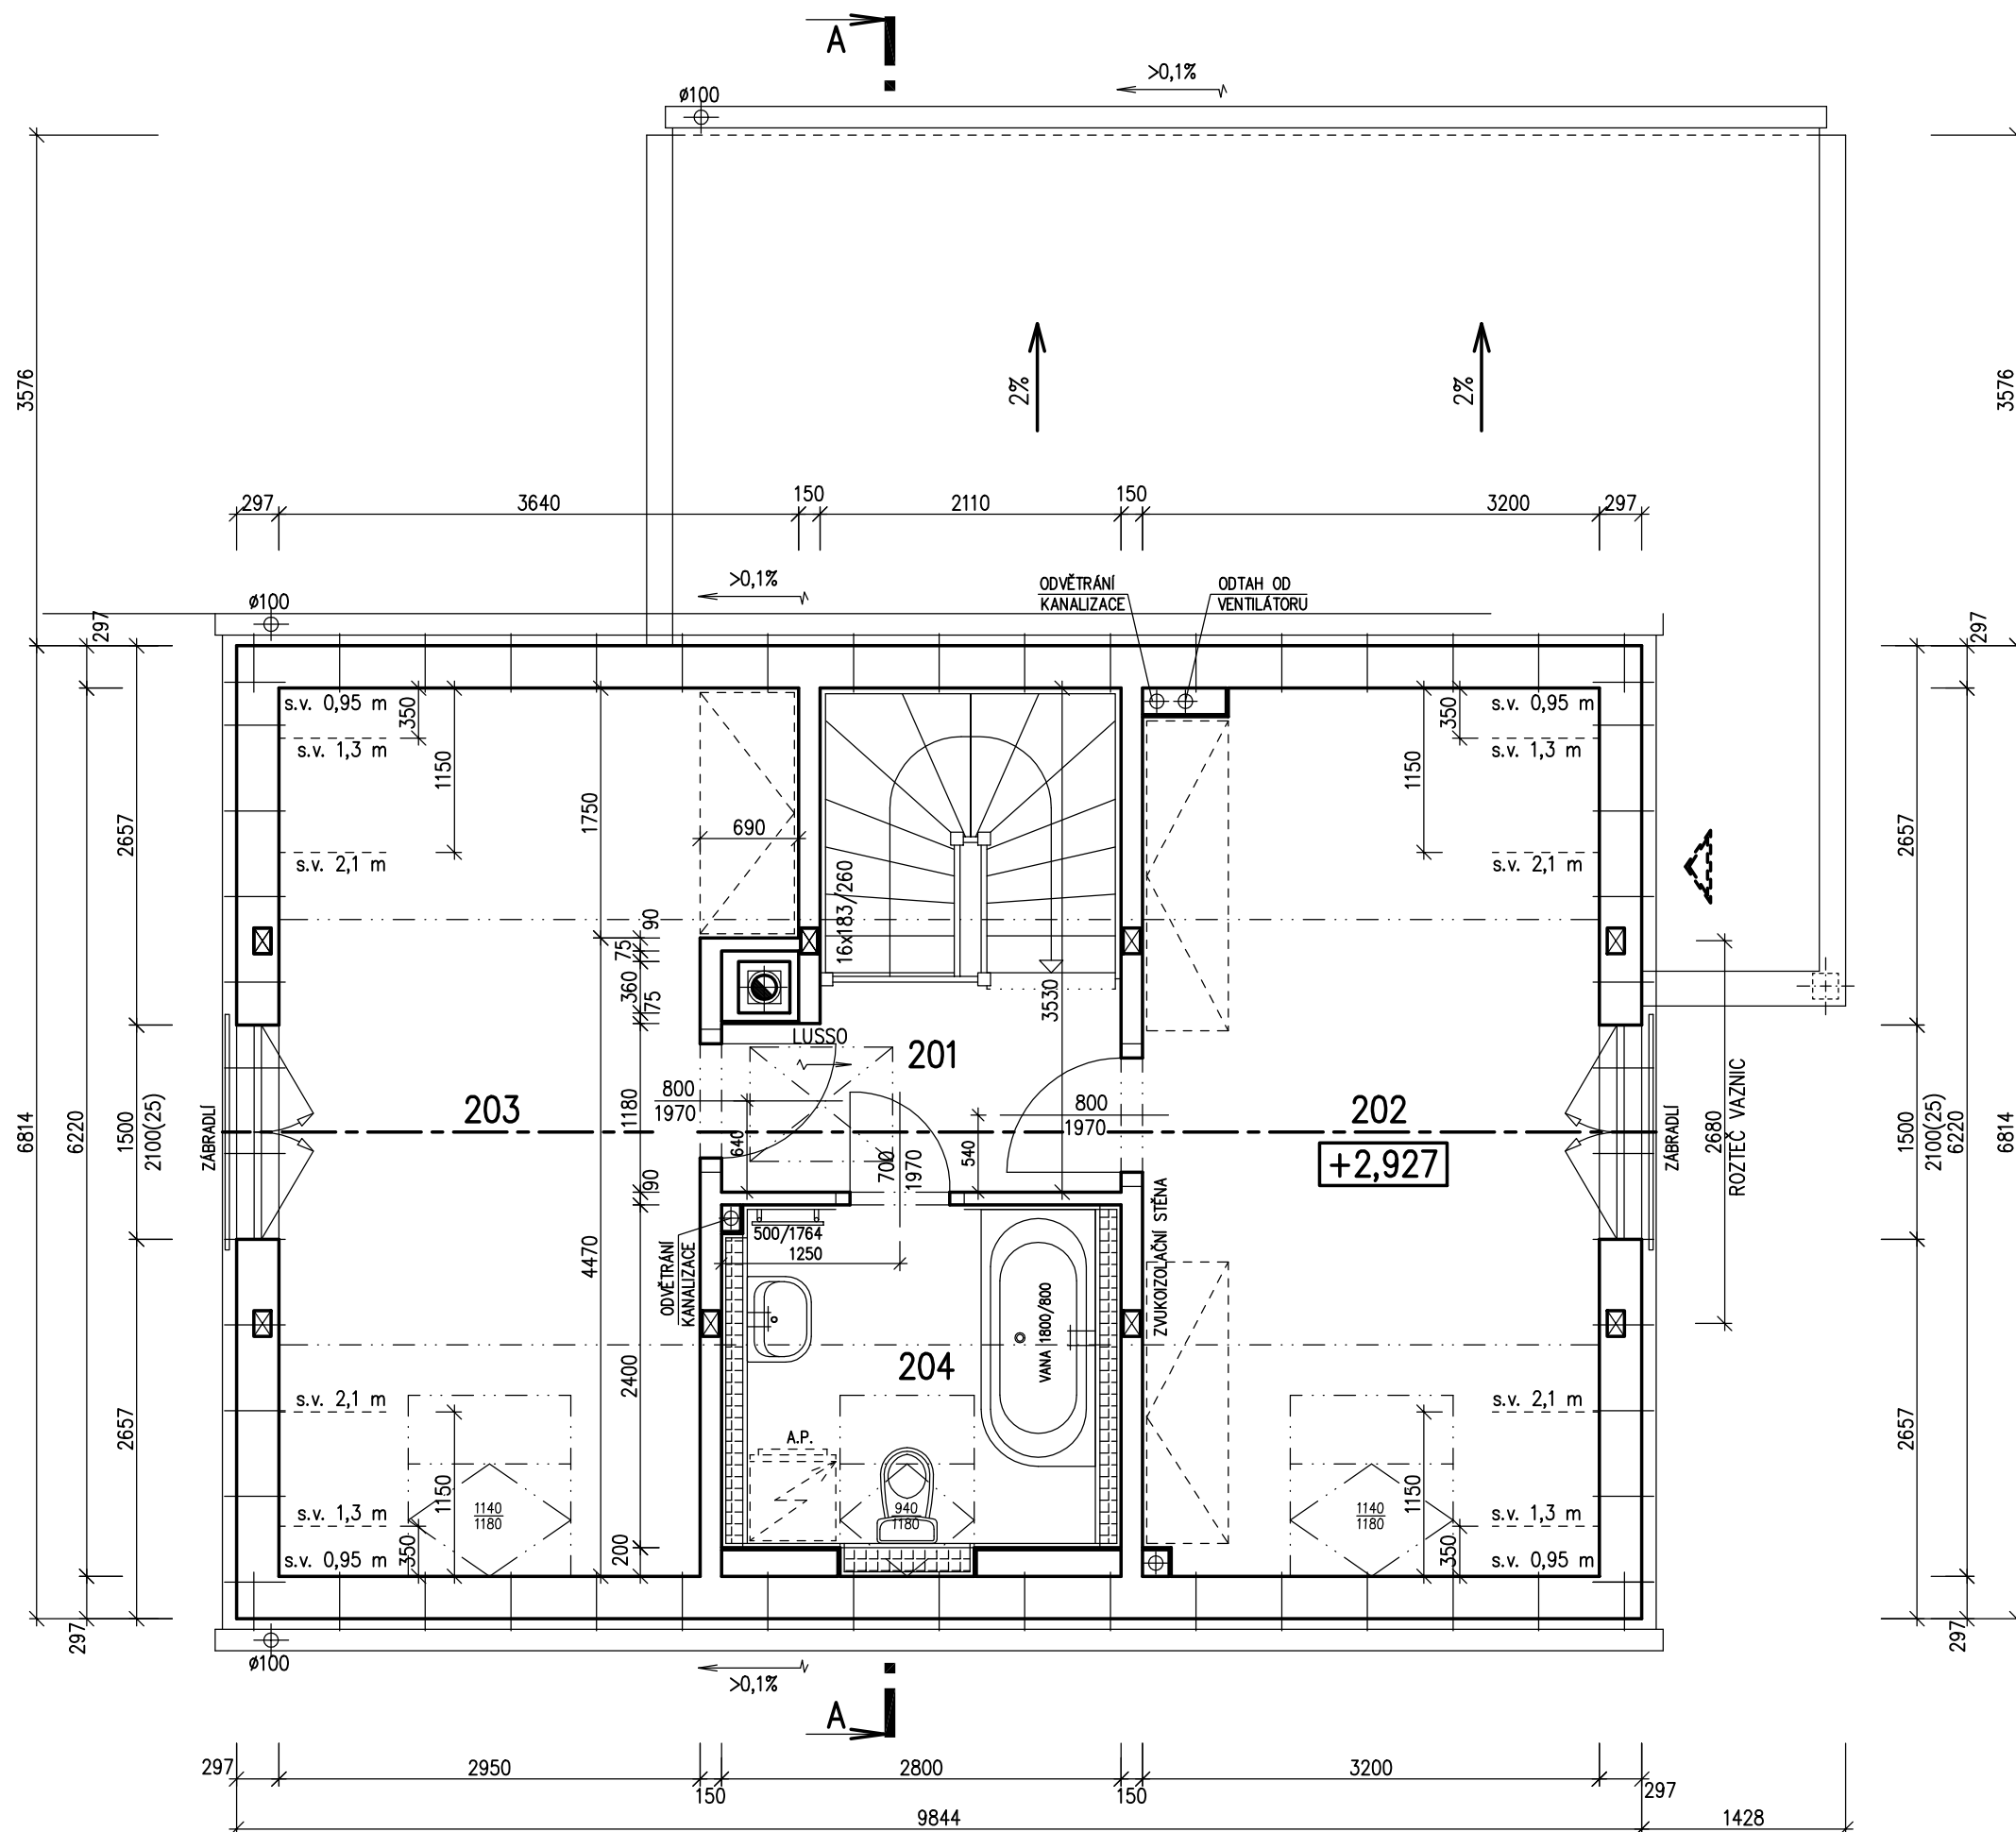 A
>0,1%
ø100
3576
3576
2%
2%
297
3640
150
2110
150
3200
297
>0,1%
ODVĚTRÁNÍ
KANALIZACE
ODTAH OD
VENTILÁTORU
ø100
297
297
s.v. 0,95 m
350
s.v. 1,3 m
1150
s.v. 2,1 m
1750
690
16x183/260
s.v. 0,95 m
350
s.v. 1,3 m
1150
s.v. 2,1 m
2657
2657
90
75
360
75
3530
LUSSO
201
203
202
+2,927
800
1970
800
1970
700
1970
640
540
1180
90
6814
6220
1500
2100(25)
ZÁBRADLÍ
ZÁBRADLÍ
2680
ROZTEČ VAZNIC
1500
2100(25)
6220
6814
4470
ODVĚTRÁNÍ
KANALIZACE
500/1764
1250
ZVUKOIZOLAČNÍ STĚNA
VANA 1800/800
204
2400
A.P.
940
1180
200
2657
2657
s.v. 2,1 m
1150
s.v. 1,3 m
350
s.v. 0,95 m
1140
1180
1140
1180
s.v. 2,1 m
1150
s.v. 1,3 m
350
s.v. 0,95 m
297
297
ø100
>0,1%
A
297
2950
150
2800
150
3200
297
9844
1428